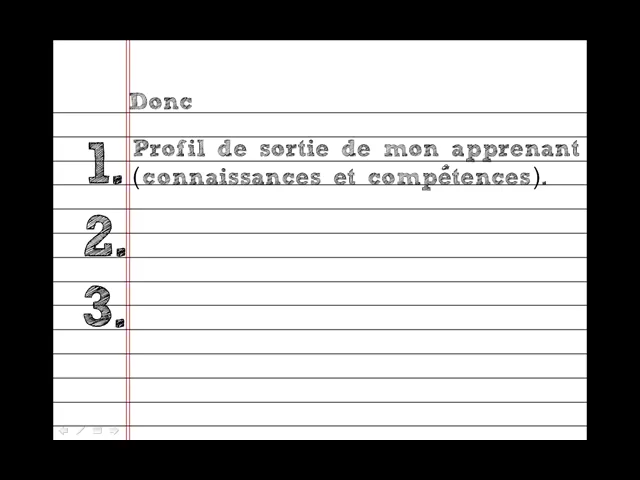 Donc
1. Profil de sortie de mon apprenant
(connaissances et compétences).
2.
3.